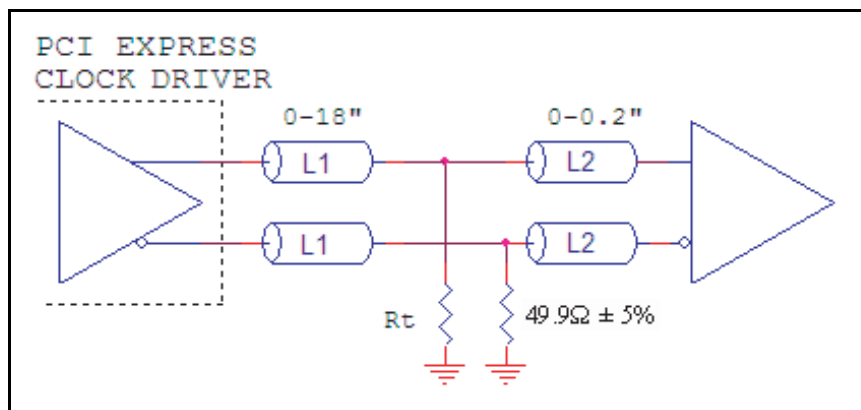 PCI EXPRESS
CLOCK DRIVER
0-18"
0-0.2"
L1
L2
L1
L2
Rt
49.9Ω ± 5%